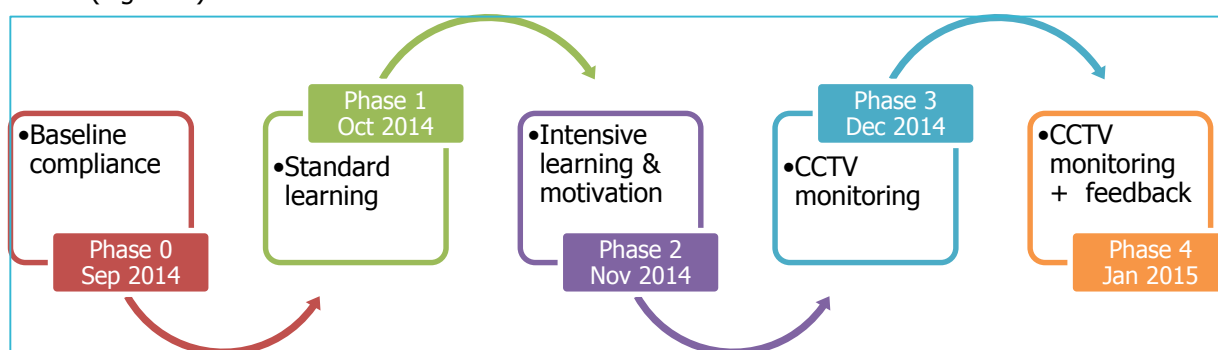 •Baseline
compliance
Phase 0
Sep 2014
Phase 1
Oct 2014
•Standard
learning
•Intensive
learning &
motivation
Phase 2
Nov 2014
Phase 3
Dec 2014
•CCTV
monitoring
•CCTV
monitoring
+ feedback
Phase 4
Jan 2015